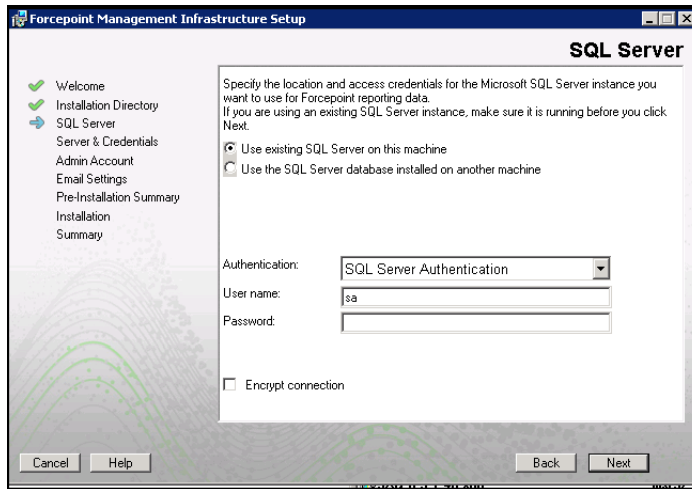 Forcepoint Management Infrastructure Setup
SQL Server
Welcome
Installation Directory
SQL Server
Server & Credentials
Admin Account
Email Settings
Pre-Installation Summary
Installation
Summary
Specify the location and access credentials for the Microsoft SQL Server instance you
want to use for Forcepoint reporting data.
If you are using an existing SQL Server instance, make sure it is running before you click
Next.
Use existing SQL Server on this machine
Use the SQL Server database installed on another machine
Authentication:
SQL Server Authentication
User name:
sa
Password:
Encrypt connection
Cancel
Help
Back
Next